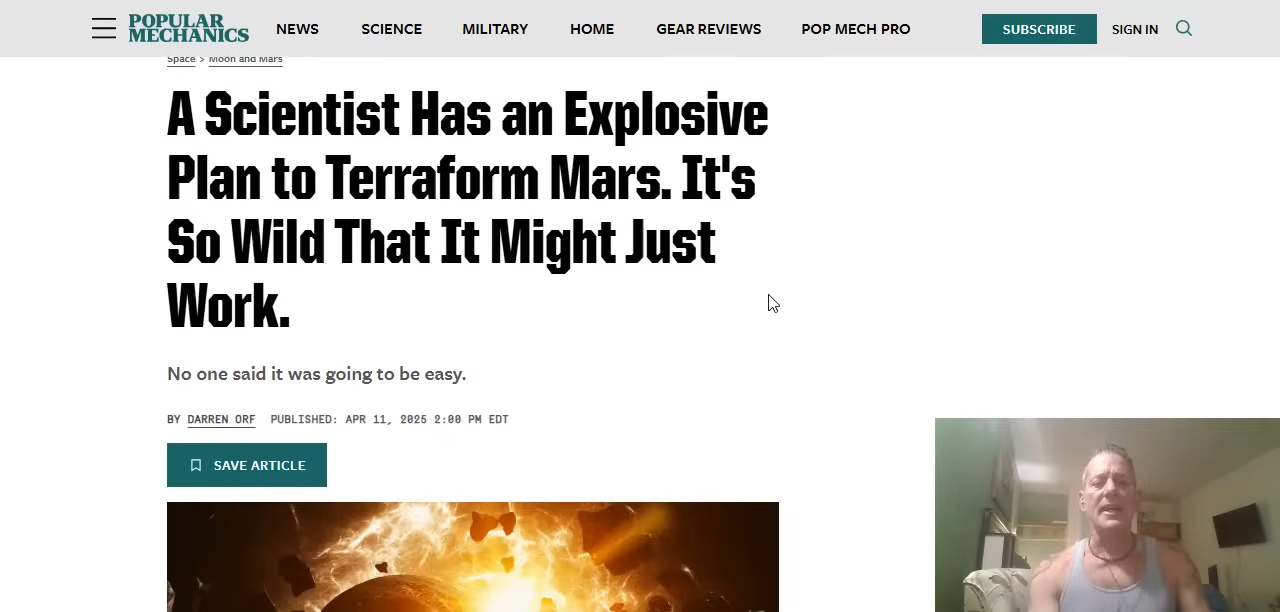 POPULAR
MECHANICS
NEWS
SCIENCE
MILITARY
HOME
GEAR REVIEWS
POP MECH PRO
SUBSCRIBE
SIGN IN
Space > Moon and Mars
A Scientist Has an Explosive
Plan to Terraform Mars. It's
So Wild That It Might Just
Work.
No one said it was going to be easy.
BY DARREN ORF PUBLISHED: APR 11, 2025 2:00 PM EDT
SAVE ARTICLE